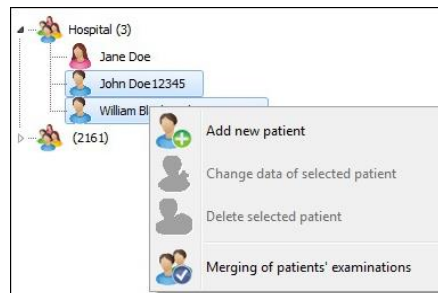 Hospital (3)
Jane Doe
John Doe12345
William
(2161)
Add new patient
Change data of selected patient
Delete selected patient
Merging of patients' examinations